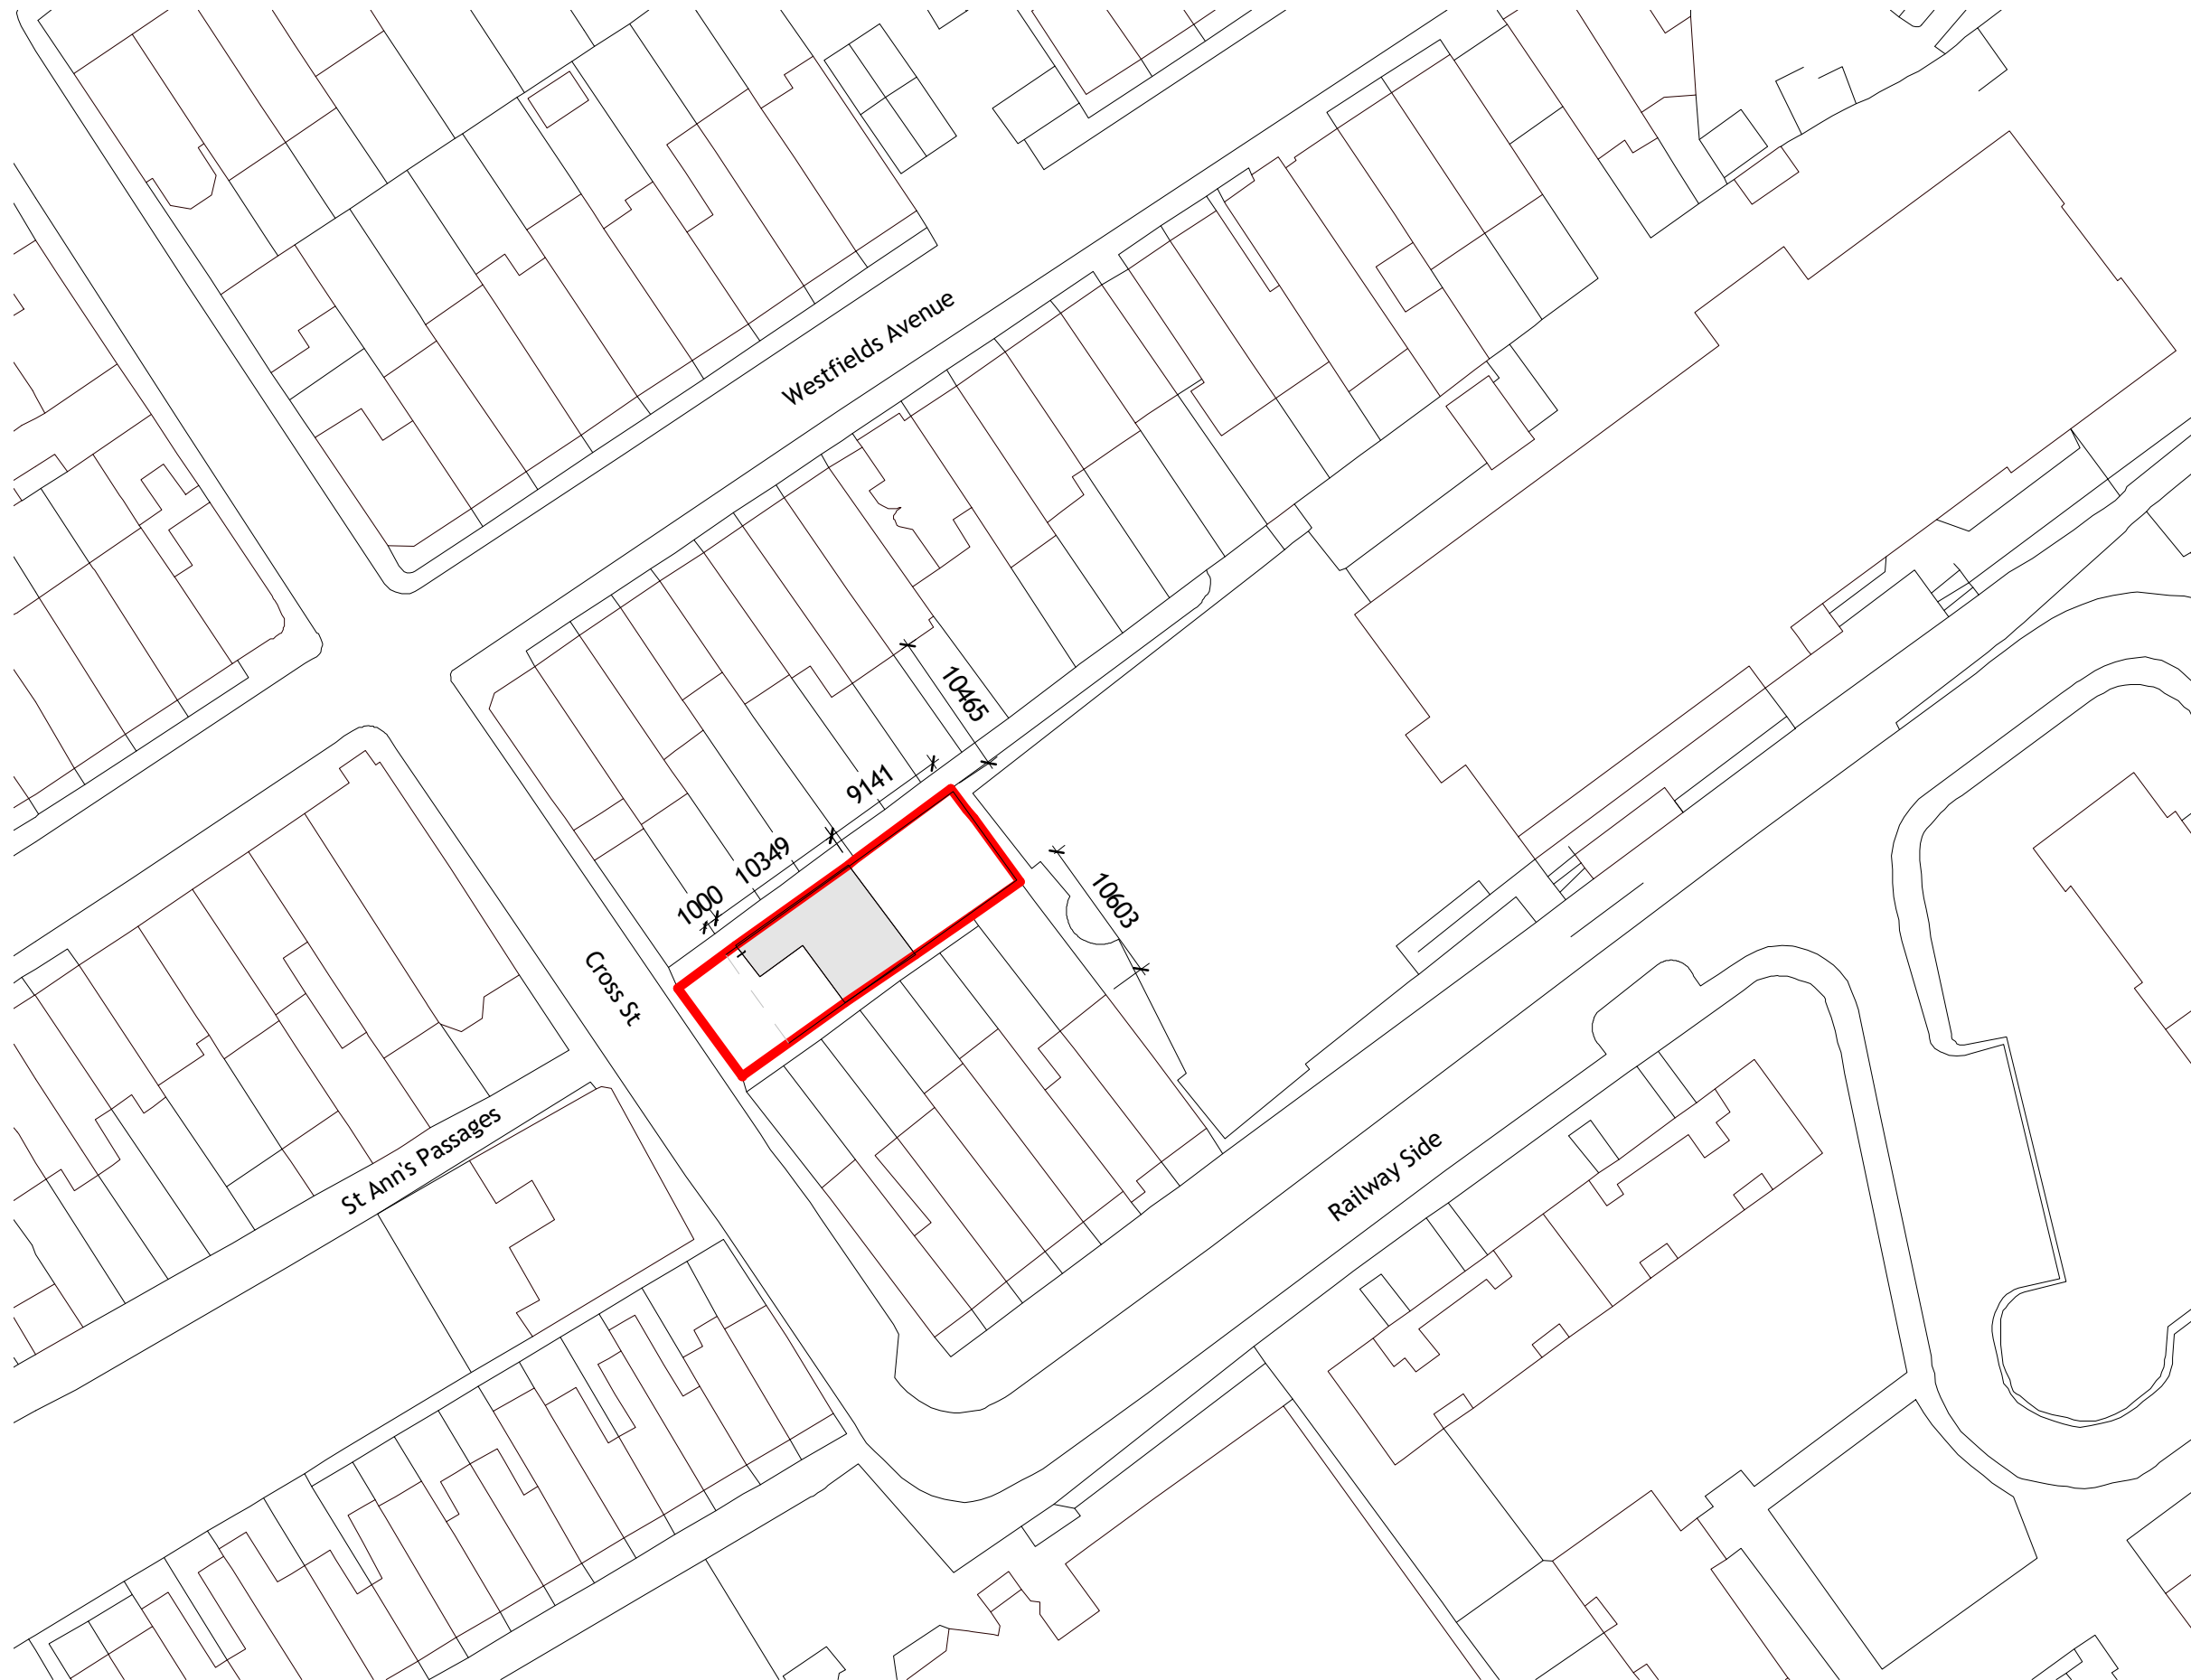 Westfields Avenue
10465
9141
10349
1000
10603
Cross St
St Ann's Passages
Railway Side